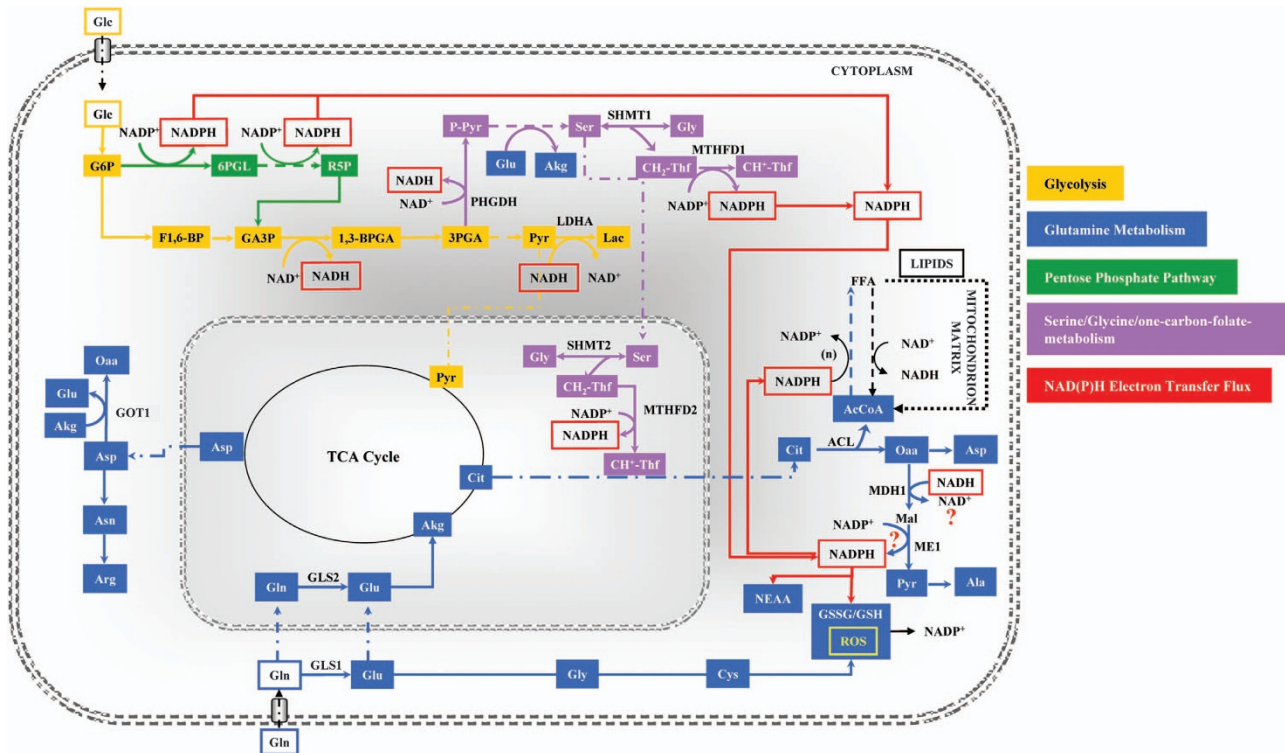 Glc
CYTOPLASM
Glc
NADP⁺ NADPH NADP⁺ NADPH
P-Pyr Ser SHMT1 Gly
G6P 6PGL R5P
Glu Akg
CH₂-Thf MTHFD1 CH⁺-Thf
NADH
NAD⁺ PHGDH
NADP⁺ NADPH NADPH
F1,6-BP GA3P 1,3-BPGA 3PGA Pyr LDHA Lac
NAD⁺ NADH NADH NAD⁺
Glycolysis
Glutamine Metabolism
Pentose Phosphate Pathway
Serine/Glycine/one-carbon-folate-
metabolism
NAD(P)H Electron Transfer Flux
LIPIDS
FFA
MITOCHONDRION
MATRIX
NADP⁺ (n) NAD⁺
NADPH NADH
AcCoA
Oaa
Glu
Akg GOT1
Asp
Asn
Arg
Asp
TCA Cycle
Pyr
Gly SHMT2 Ser
CH₂-Thf
NADP⁺ MTHFD2
NADPH
CH⁺-Thf
Cit
Akg
Cit ACL Oaa Asp
MDH1 NADH
NAD⁺
?
Mal
NADP⁺ ? ME1
NADPH
Pyr Ala
NEAA
GSSG/GSH
ROS
NADP⁺
Gln GLS2 Glu
Gln GLS1 Glu Gly Cys
Gln